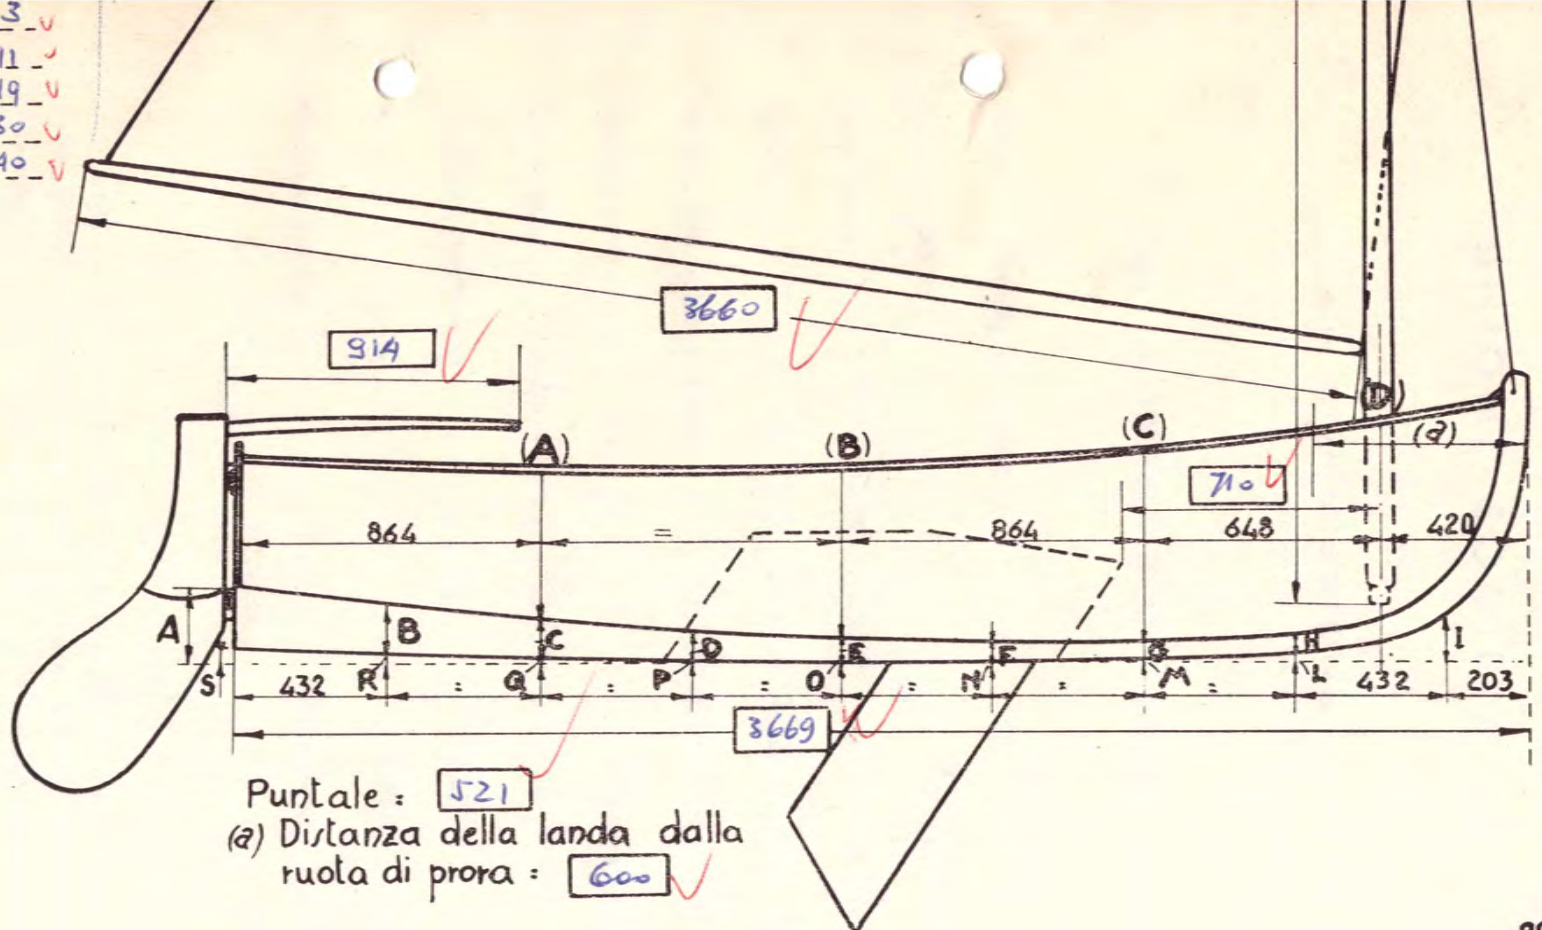 3
11
19
30
40
3660
914
(A)
(B)
(C)
(D)
(a)
710
864
=
864
648
420
A
B
C
D
E
F
G
H
I
S
432
R
=
Q
=
P
=
O
=
N
=
M
=
L
432
203
3669
Puntale = 521
(a) Distanza della landa dalla
ruota di prora = 600